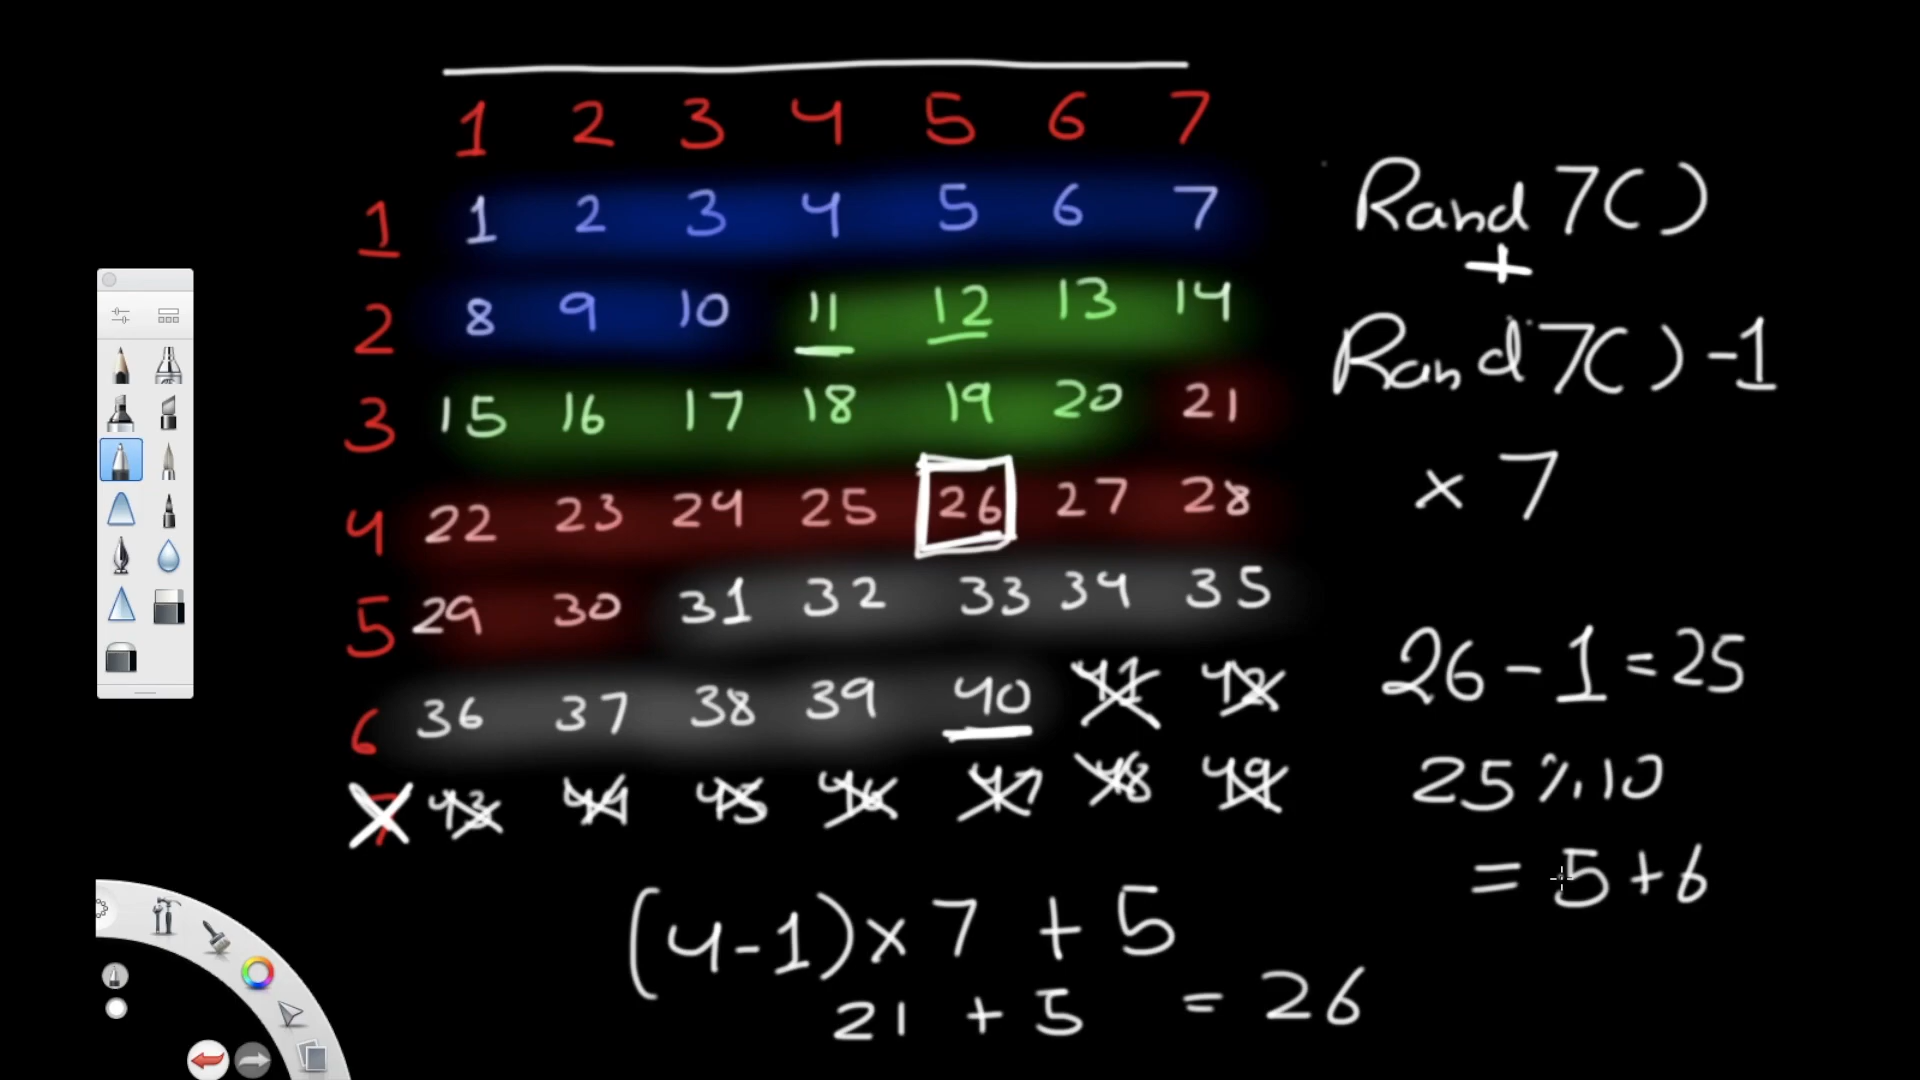 1 2 3 4 5 6 7
1 1 2 3 4 5 6 7
2 8 9 10 11 12 13 14
3 15 16 17 18 19 20 21
4 22 23 24 25 26 27 28
5 29 30 31 32 33 34 35
6 36 37 38 39 40 41 42
7 43 44 45 46 47 48 49
Rand 7()
+
Rand 7() -1
x 7
26 - 1 = 25
25 % 10
= 5 + 6
(4-1) x 7 + 5
21 + 5 = 26